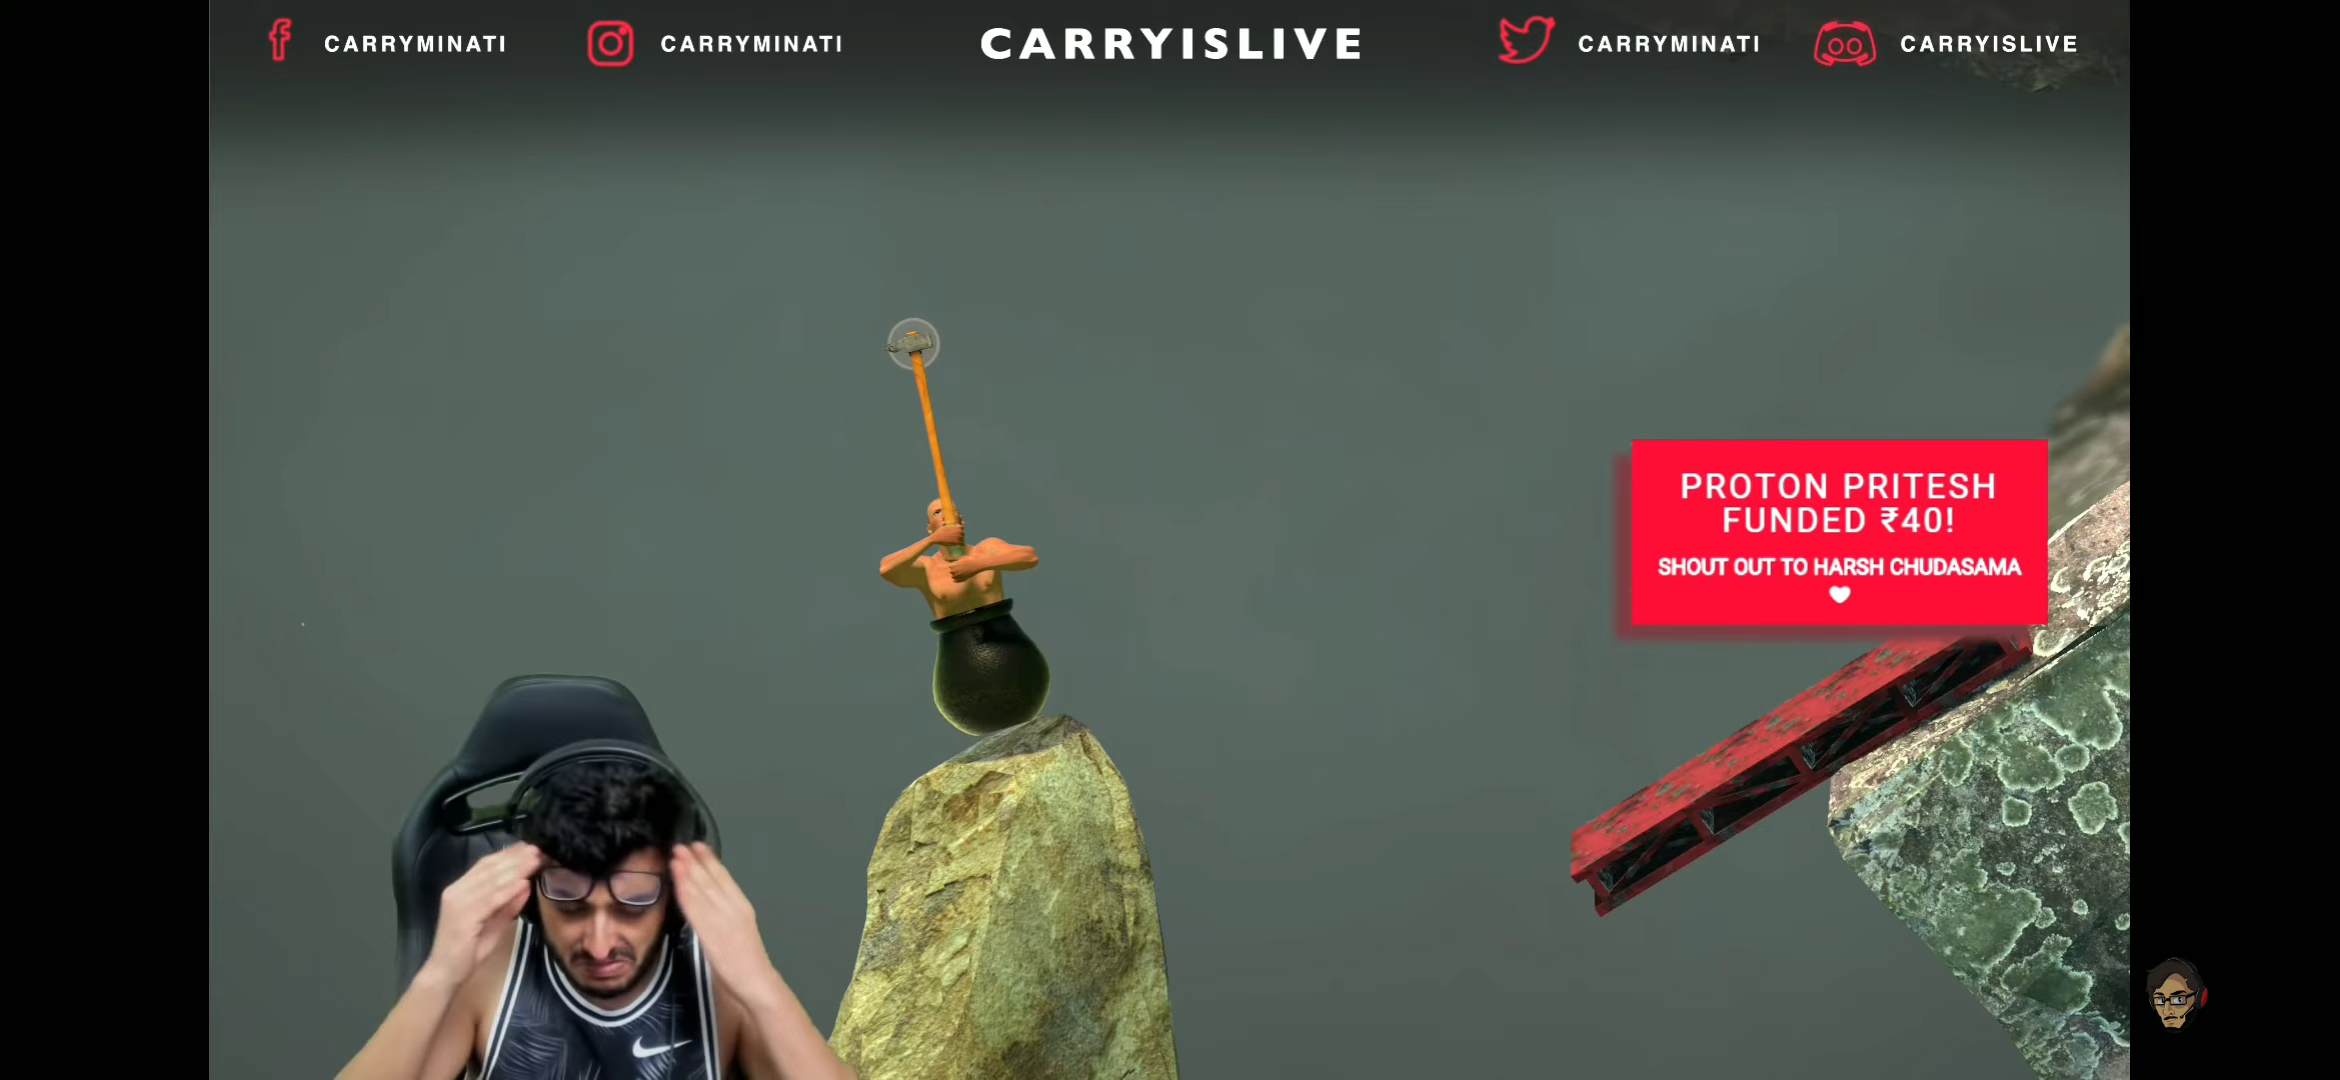 CARRYMINATI
CARRYMINATI
CARRYISLIVE
CARRYMINATI
CARRYISLIVE
PROTON PRITESH
FUNDED ₹40!
SHOUT OUT TO HARSH CHUDASAMA
🤍